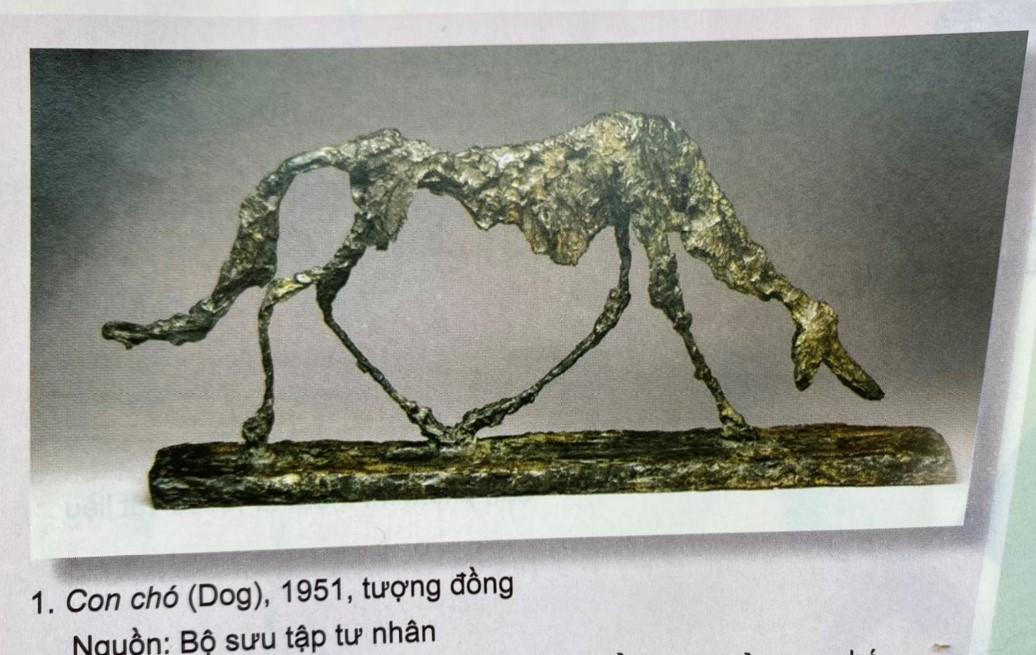 1. Con chó (Dog), 1951, tượng đồng
Nguồn: Bộ sưu tập tư nhân